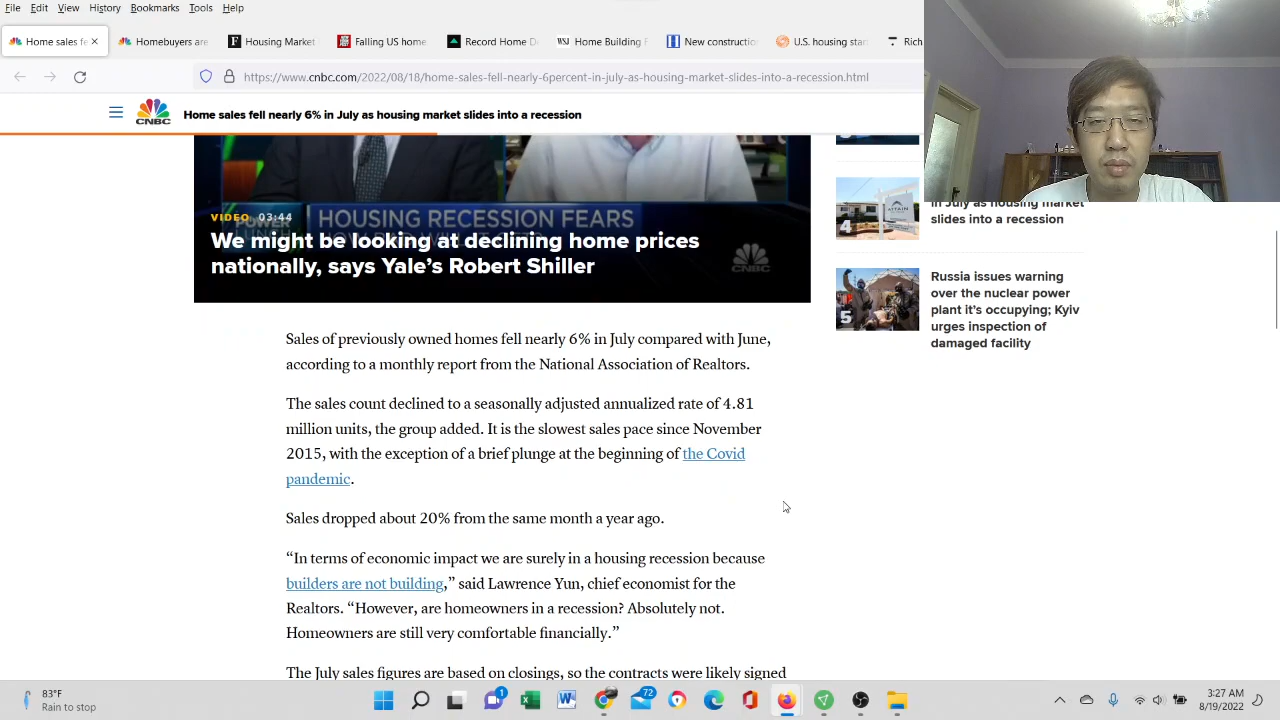 File Edit View History Bookmarks Tools Help
Home sales fe
Homebuyers are
Housing Market
Falling US home
Record Home D
WSJ Home Building F
New constructio
U.S. housing star
Rich
https://www.cnbc.com/2022/08/18/home-sales-fell-nearly-6percent-in-july-as-housing-market-slides-into-a-recession.html
CNBC Home sales fell nearly 6% in July as housing market slides into a recession
VIDEO 03:44
HOUSING RECESSION FEARS
We might be looking at declining home prices
nationally, says Yale’s Robert Shiller
CNBC
Sales of previously owned homes fell nearly 6% in July compared with June,
according to a monthly report from the National Association of Realtors.
The sales count declined to a seasonally adjusted annualized rate of 4.81
million units, the group added. It is the slowest sales pace since November
2015, with the exception of a brief plunge at the beginning of the Covid
pandemic.
Sales dropped about 20% from the same month a year ago.
“In terms of economic impact we are surely in a housing recession because
builders are not building,” said Lawrence Yun, chief economist for the
Realtors. “However, are homeowners in a recession? Absolutely not.
Homeowners are still very comfortable financially.”
The July sales figures are based on closings, so the contracts were likely signed
4
in July as housing market
slides into a recession
5
Russia issues warning
over the nuclear power
plant it’s occupying; Kyiv
urges inspection of
damaged facility
83°F
Rain to stop
1
72
3:27 AM
8/19/2022